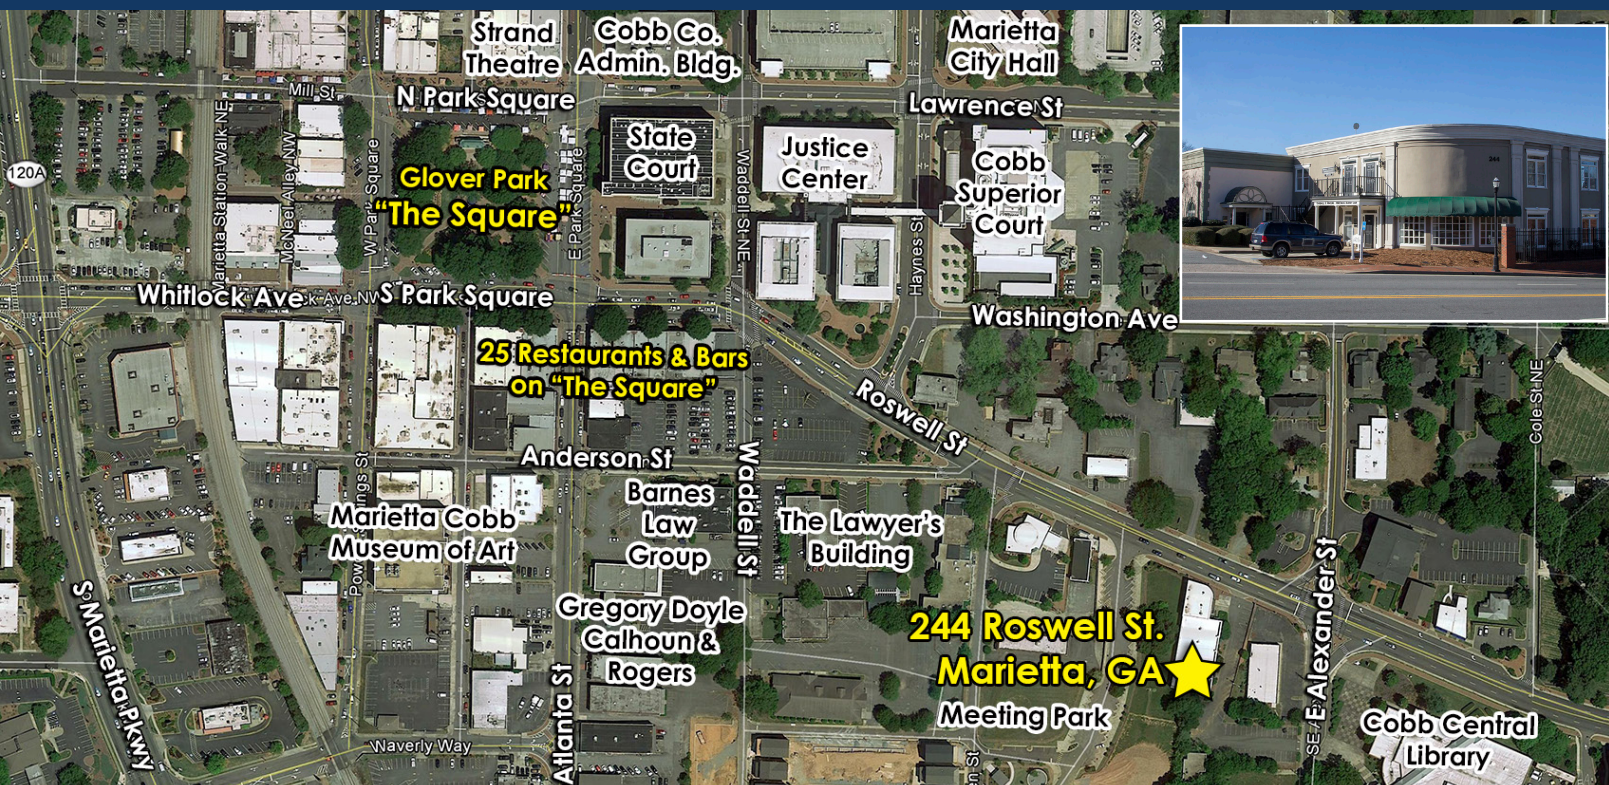 Strand
Theatre
Cobb Co.
Admin. Bldg.
Marietta
City Hall
Mill St
N Park Square
Lawrence St
Marietta Station Walk NE
McNeel Alley NW
W Park Square
Glover Park
"The Square"
E Park Square
State
Court
Waddell St NE
Justice
Center
Haynes St
Cobb
Superior
Court
244
120A
Whitlock Ave
k Ave NW
S Park Square
Washington Ave
25 Restaurants & Bars
on "The Square"
Roswell St
Cole St NE
Anderson St
Waddell St
Marietta Cobb
Museum of Art
Barnes
Law
Group
The Lawyer's
Building
S Marietta Pkwy
Gregory Doyle
Calhoun &
Rogers
244 Roswell St.
Marietta, GA
Meeting Park
E Alexander St
SE
Atlanta St
Waverly Way
Cobb Central
Library